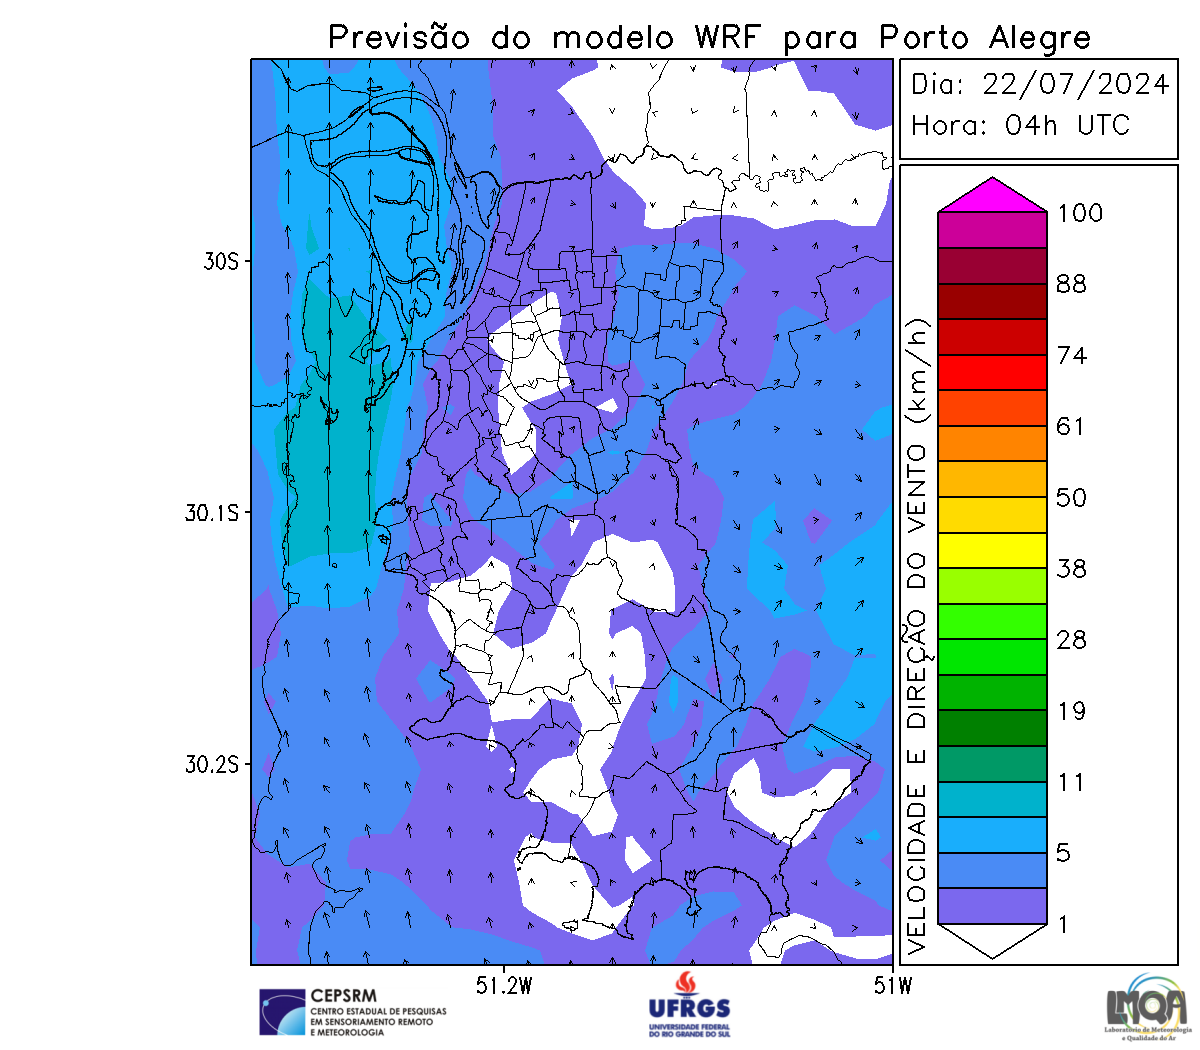 Previsão do modelo WRF para Porto Alegre
Dia: 22/07/2024
Hora: 04h UTC
30S
30.1S
30.2S
51.2W
51W
VELOCIDADE E DIREÇÃO DO VENTO (km/h)
100
88
74
61
50
38
28
19
11
5
1
CEPSRM
CENTRO ESTADUAL DE PESQUISAS
EM SENSORIAMENTO REMOTO
E METEOROLOGIA
UFRGS
UNIVERSIDADE FEDERAL
DO RIO GRANDE DO SUL
LMQA
Laboratório de Meteorologia
e Qualidade do Ar